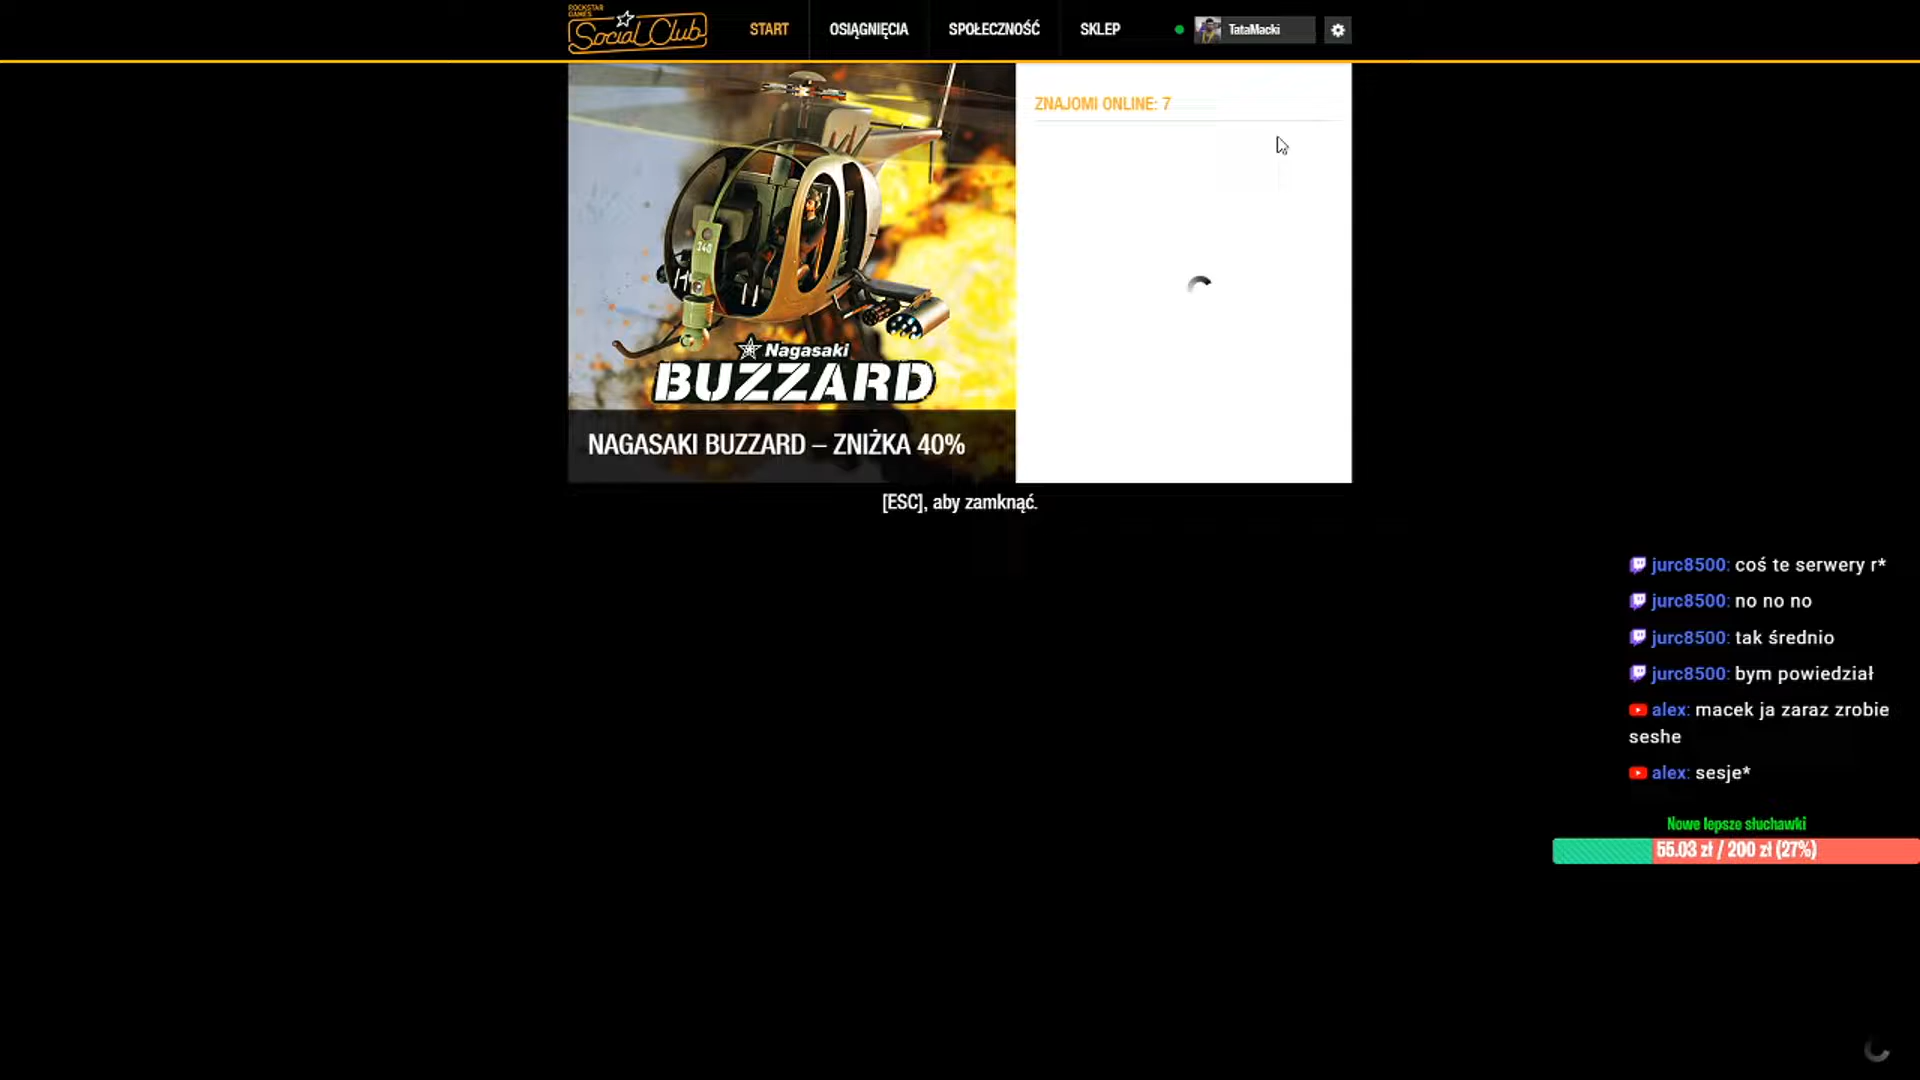 ROCKSTAR
GAMES
Social Club
START
OSIĄGNIĘCIA
SPOŁECZNOŚĆ
SKLEP
TataMacki
ZNAJOMI ONLINE: 7
Nagasaki
BUZZARD
NAGASAKI BUZZARD – ZNIŻKA 40%
[ESC], aby zamknąć.
jurc8500: coś te serwery r*
jurc8500: no no no
jurc8500: tak średnio
jurc8500: bym powiedział
alex: macek ja zaraz zrobie
seshe
alex: sesje*
Nowe lepsze słuchawki
55.03 zł / 200 zł (27%)